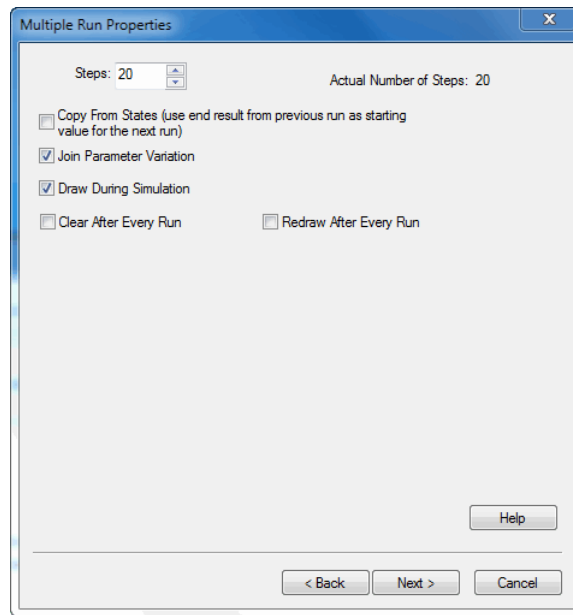 Multiple Run Properties
X
Steps: 20
Actual Number of Steps: 20
Copy From States (use end result from previous run as starting
value for the next run)
Join Parameter Variation
Draw During Simulation
Clear After Every Run
Redraw After Every Run
Help
< Back
Next >
Cancel